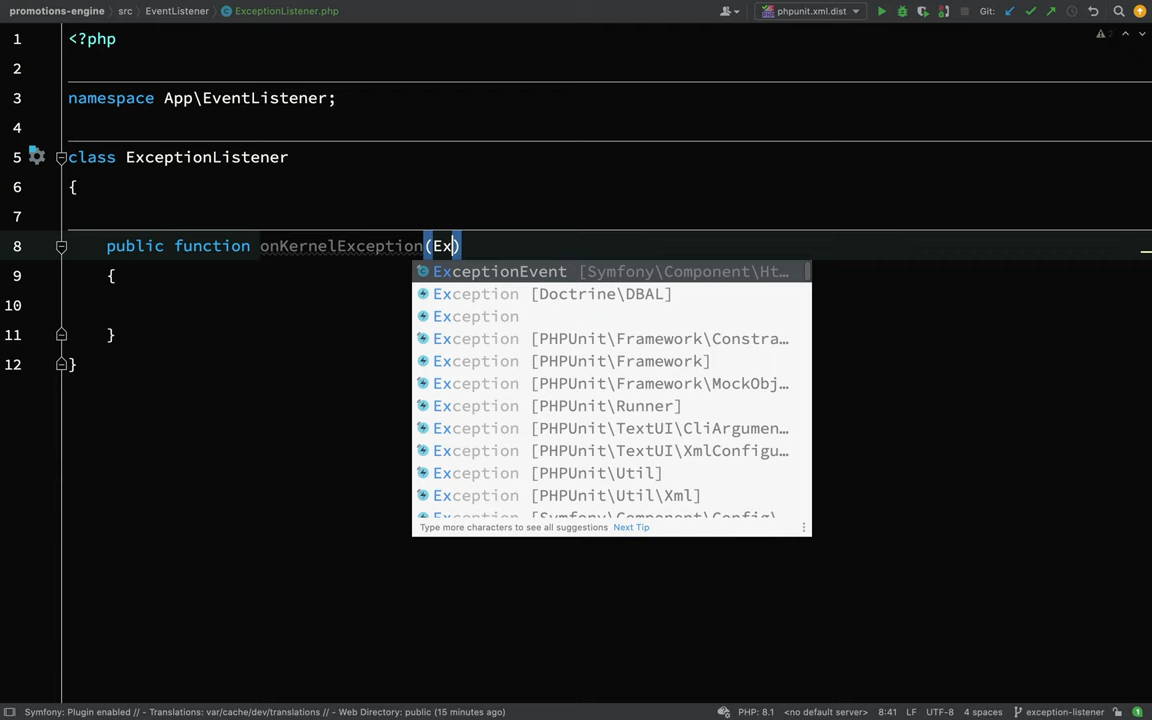 promotions-engine › src › EventListener › ExceptionListener.php phpunit.xml.dist Git:
1 <?php
2
3 namespace App\EventListener;
4
5 class ExceptionListener
6 {
7
8 public function onKernelException(Ex)
9 {
ExceptionEvent [Symfony\Component\Ht…
Exception [Doctrine\DBAL]
10
Exception
11 }
Exception [PHPUnit\Framework\Constra…
12 }
Exception [PHPUnit\Framework]
Exception [PHPUnit\Framework\MockObj…
Exception [PHPUnit\Runner]
Exception [PHPUnit\TextUI\CliArgumen…
Exception [PHPUnit\TextUI\XmlConfigu…
Exception [PHPUnit\Util]
Exception [PHPUnit\Util\Xml]
Exception [Symfony\Component\Config\
Type more characters to see all suggestions Next Tip
Symfony: Plugin enabled // - Translations: var/cache/dev/translations // - Web Directory: public (15 minutes ago) PHP: 8.1 <no default server> 8:41 LF UTF-8 4 spaces exception-listener 1